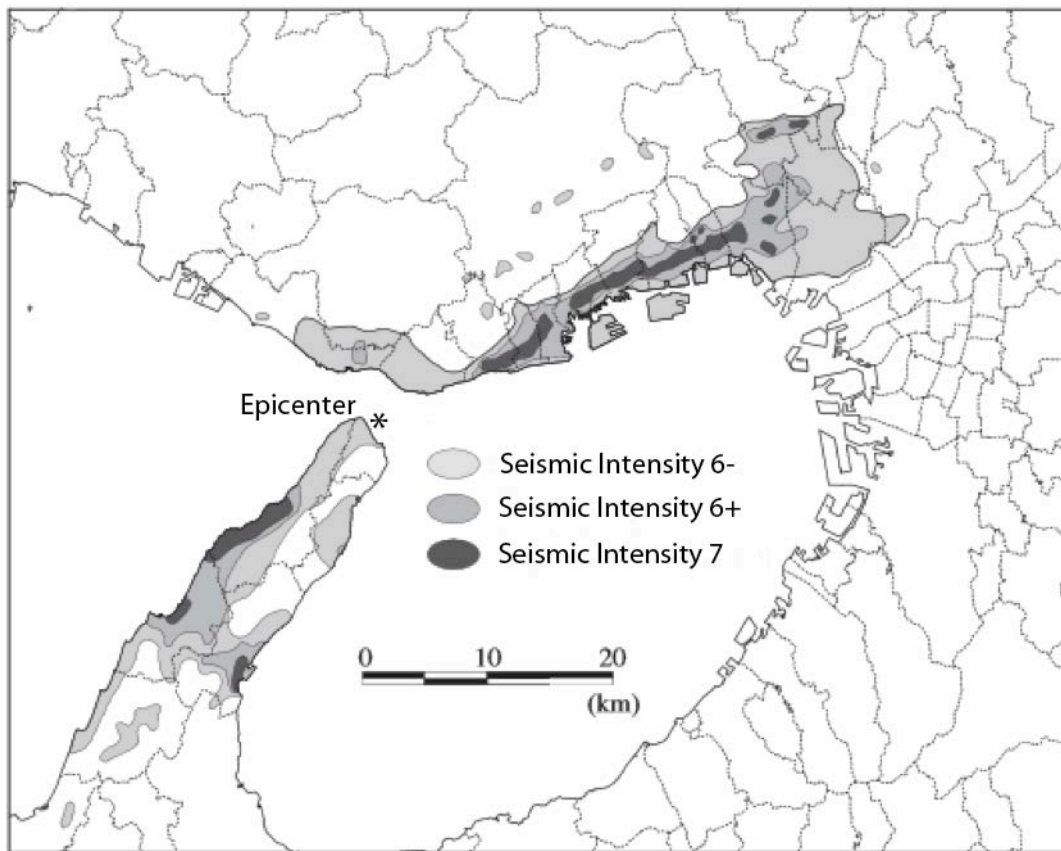 Epicenter *
Seismic Intensity 6-
Seismic Intensity 6+
Seismic Intensity 7
0 10 20
(km)